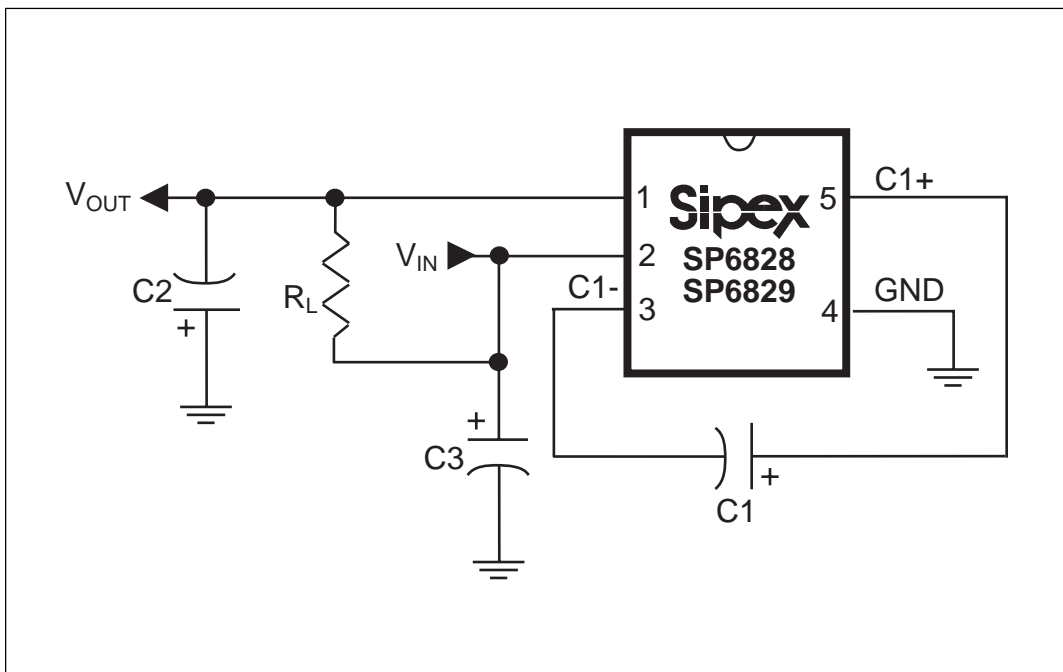 VOUT
C2
+
RL
VIN
C1-
+
C3
1
2
3
Sipex
SP6828
SP6829
5
4
C1+
GND
C1
+